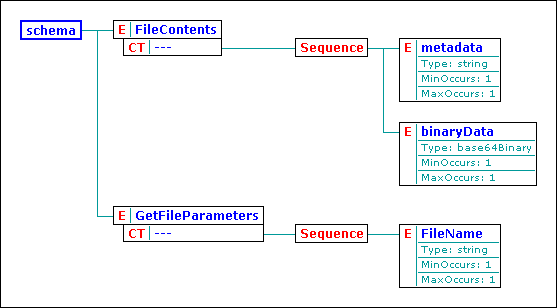 schema
E FileContents
CT ---
Sequence
E metadata
Type: string
MinOccurs: 1
MaxOccurs: 1
E binaryData
Type: base64Binary
MinOccurs: 1
MaxOccurs: 1
E GetFileParameters
CT ---
Sequence
E FileName
Type: string
MinOccurs: 1
MaxOccurs: 1